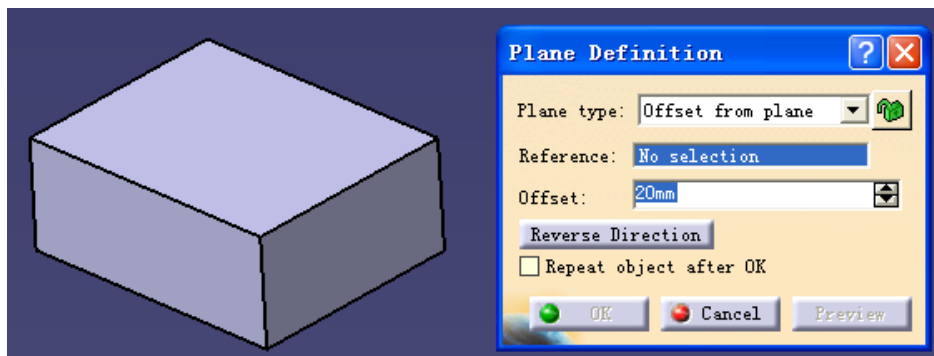 Plane Definition
Plane type: Offset from plane
Reference: No selection
Offset: 20mm
Reverse Direction
Repeat object after OK
OK Cancel Preview